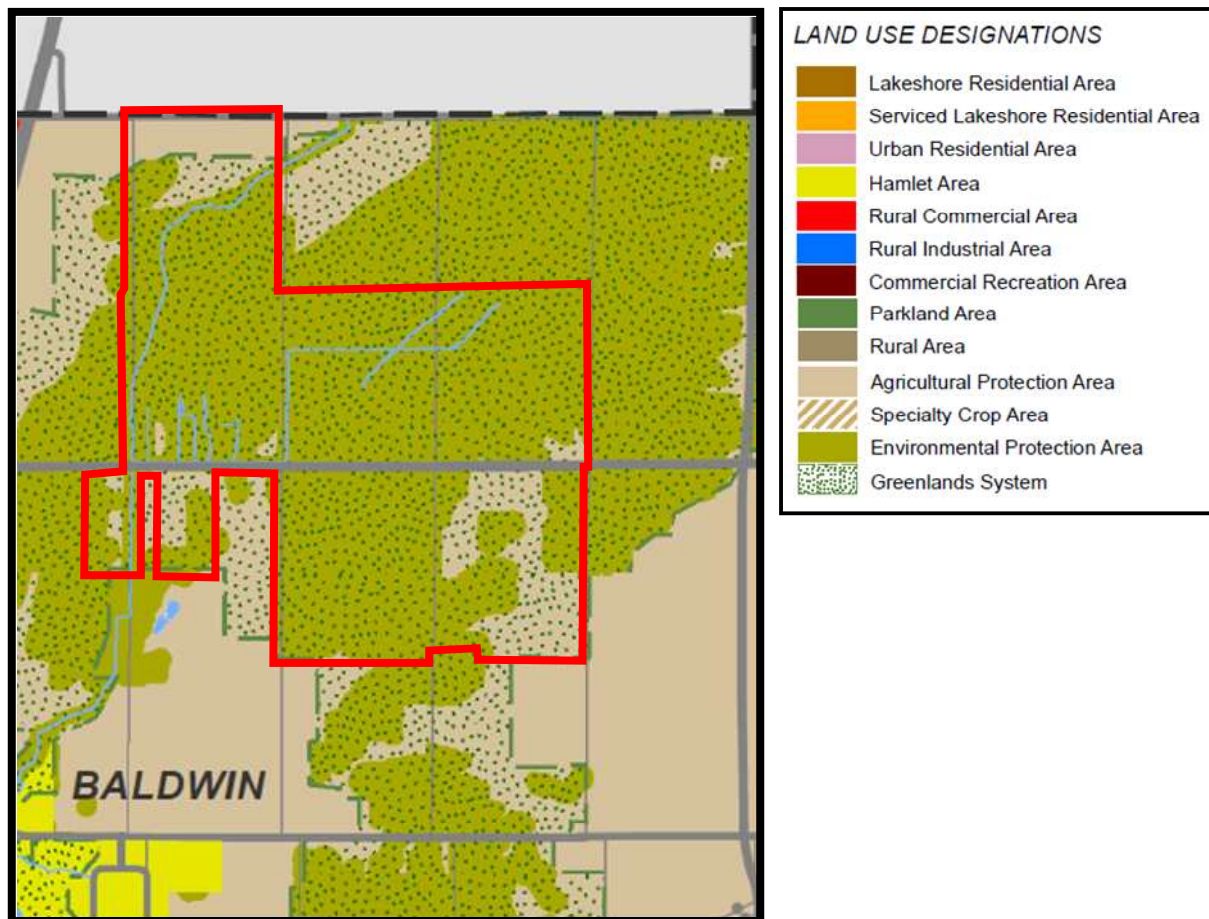 BALDWIN
LAND USE DESIGNATIONS
Lakeshore Residential Area
Serviced Lakeshore Residential Area
Urban Residential Area
Hamlet Area
Rural Commercial Area
Rural Industrial Area
Commercial Recreation Area
Parkland Area
Rural Area
Agricultural Protection Area
Specialty Crop Area
Environmental Protection Area
Greenlands System